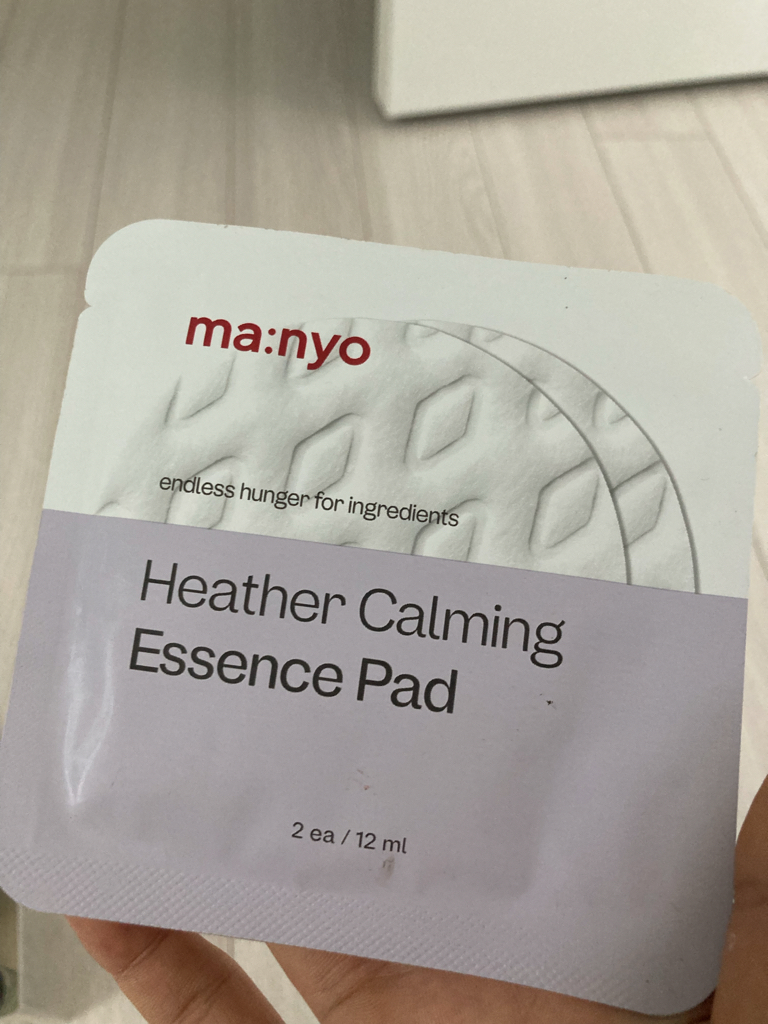 ma:nyo
endless hunger for ingredients
Heather Calming
Essence Pad
2 ea / 12 ml